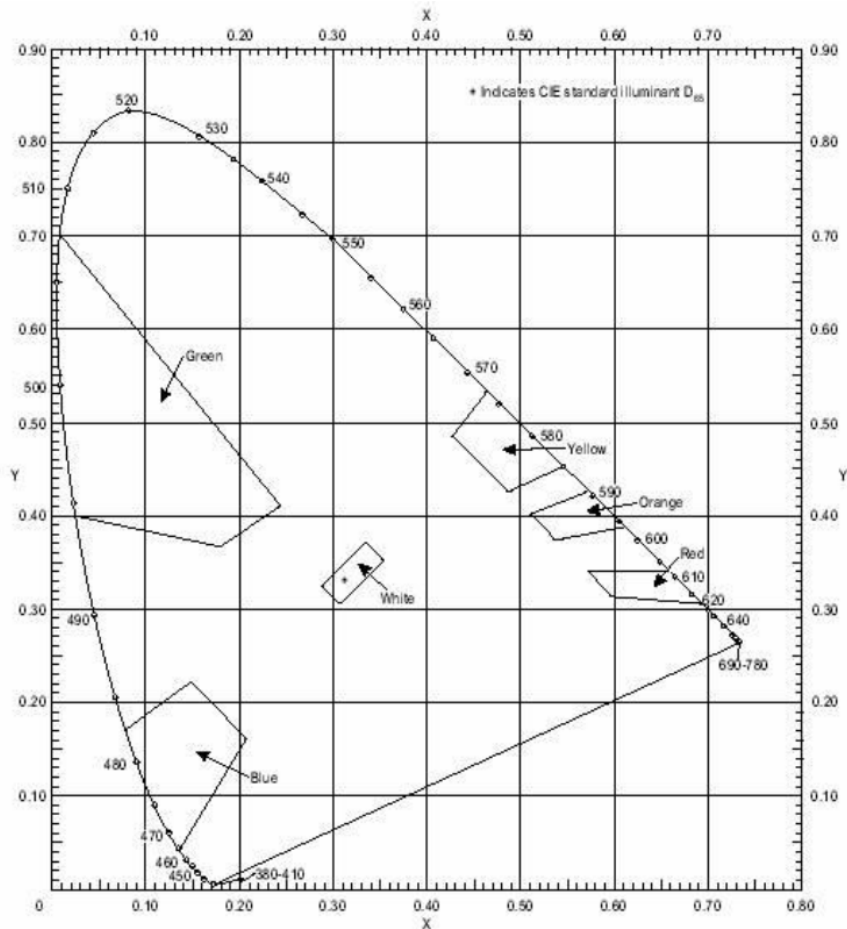 X
0.10 0.20 0.30 0.40 0.50 0.60 0.70
0.90 0.90
* Indicates CIE standard illuminant D65
520
530
0.80 0.80
540
510
0.70 550 0.70
560
0.60 0.60
Green 570
500
0.50 580 0.50
Yellow
Y Y
590
Orange
0.40 0.40
600
Red
610
White
620
0.30 0.30
490 640
690-780
0.20 0.20
480 Blue
0.10 0.10
470
460
450 380-410
0 0.10 0.20 0.30 0.40 0.50 0.60 0.70 0.80
X